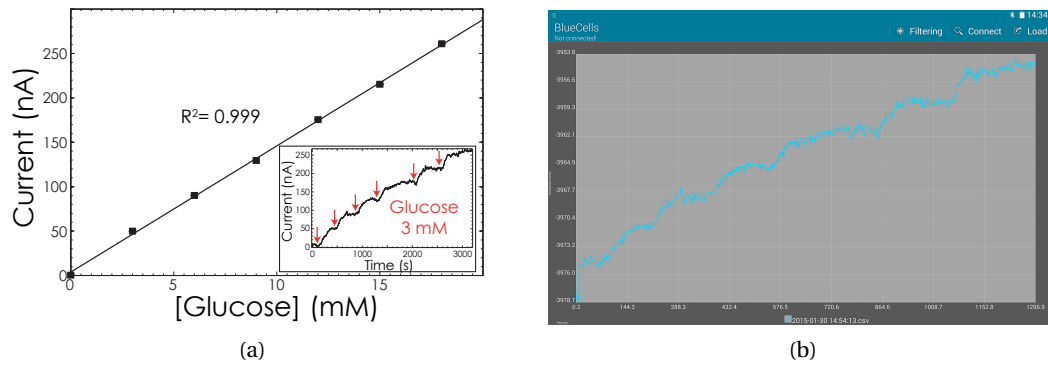 250
200
150
100
50
0
Current (nA)
R²= 0.999
0
5
10
15
[Glucose] (mM)
250
200
150
100
50
0
Current (nA)
Glucose
3 mM
0
1000
2000
3000
Time (s)
(a)
14:34
BlueCells
Not connected!
Filtering
Connect
Load
-3953.8
-3956.6
-3959.3
-3962.1
-3964.9
-3967.7
-3970.4
-3973.2
-3976.0
-3978.7
0.2
144.3
288.3
432.4
576.5
720.6
864.6
1008.7
1152.8
1296.9
2015-01-30 14:54:13.csv
(b)